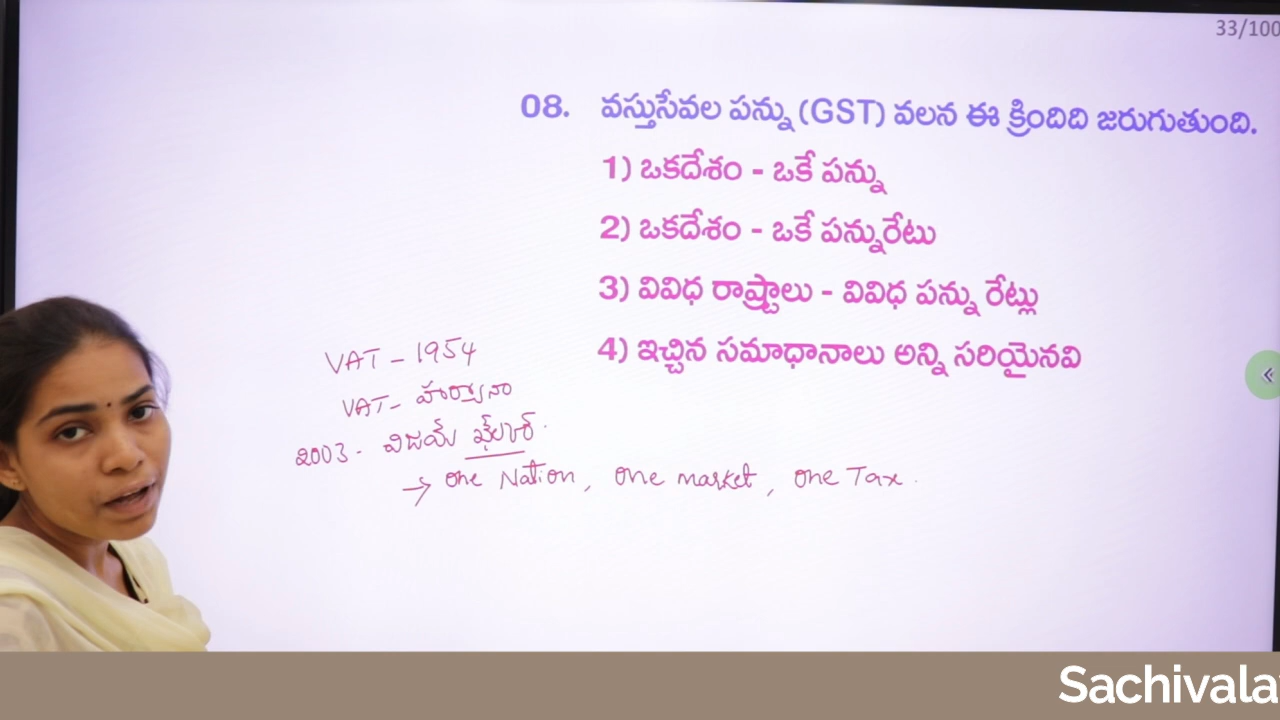 33/100
08. వస్తుసేవల పన్ను (GST) వలన ఈ క్రిందిది జరుగుతుంది.
1) ఒకదేశం - ఒకే పన్ను
2) ఒకదేశం - ఒకే పన్నురేటు
3) వివిధ రాష్ట్రాలు - వివిధ పన్ను రేట్లు
4) ఇచ్చిన సమాధానాలు అన్ని సరియైనవి
VAT - 1954
VAT - హర్యానా
2003 - విజయ్
→ one Nation, one market, one Tax.
«
Sachivala